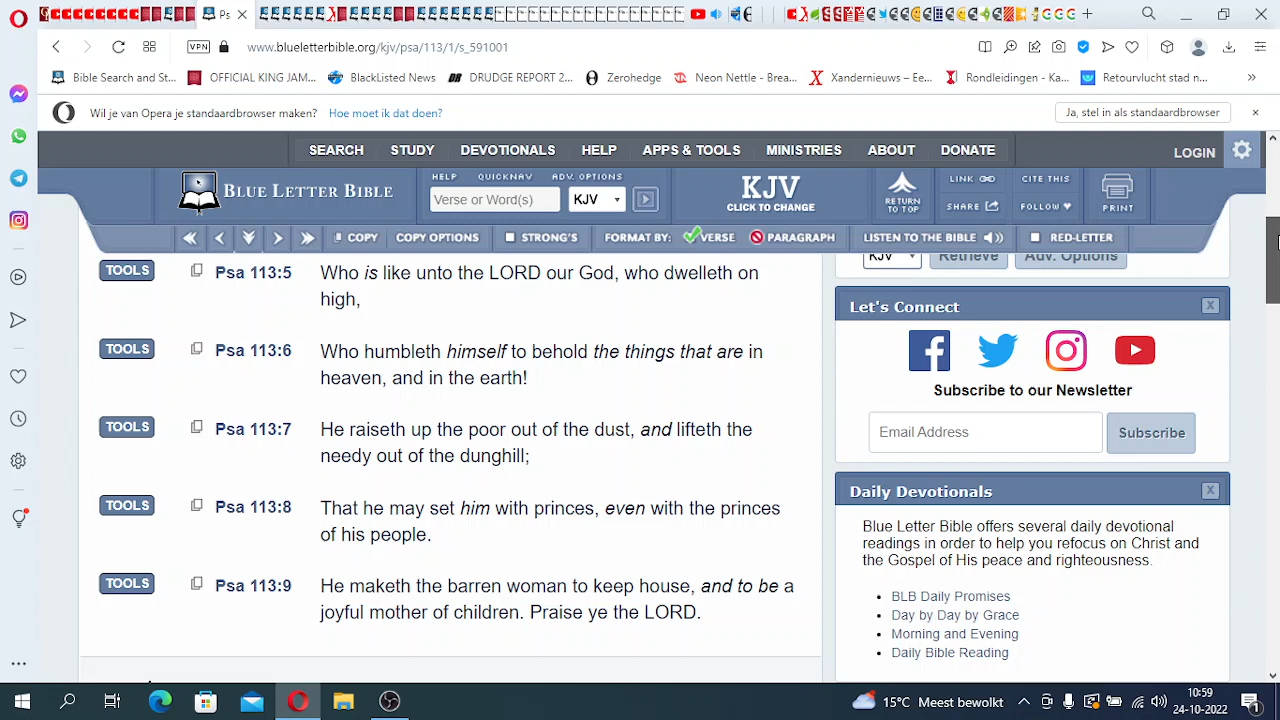 Ps
www.blueletterbible.org/kjv/psa/113/1/s_591001
VPN
Bible Search and St...
OFFICIAL KING JAM...
BlackListed News
DRUDGE REPORT 2...
Zerohedge
Neon Nettle - Brea...
Xandernieuws – Ee...
Rondleidingen - Ka...
Retourvlucht stad n...
Wil je van Opera je standaardbrowser maken?
Hoe moet ik dat doen?
Ja, stel in als standaardbrowser
SEARCH
STUDY
DEVOTIONALS
HELP
APPS & TOOLS
MINISTRIES
ABOUT
DONATE
LOGIN
BLUE LETTER BIBLE
HELP
QUICKNAV
ADV. OPTIONS
Verse or Word(s)
KJV
KJV
CLICK TO CHANGE
RETURN
TO TOP
LINK
CITE THIS
SHARE
FOLLOW
PRINT
COPY
COPY OPTIONS
STRONG'S
FORMAT BY:
VERSE
PARAGRAPH
LISTEN TO THE BIBLE
RED-LETTER
TOOLS
Psa 113:5
Who is like unto the LORD our God, who dwelleth on
high,
TOOLS
Psa 113:6
Who humbleth himself to behold the things that are in
heaven, and in the earth!
TOOLS
Psa 113:7
He raiseth up the poor out of the dust, and lifteth the
needy out of the dunghill;
TOOLS
Psa 113:8
That he may set him with princes, even with the princes
of his people.
TOOLS
Psa 113:9
He maketh the barren woman to keep house, and to be a
joyful mother of children. Praise ye the LORD.
KJV
Retrieve
Adv. Options
Let's Connect
Subscribe to our Newsletter
Email Address
Subscribe
Daily Devotionals
Blue Letter Bible offers several daily devotional
readings in order to help you refocus on Christ and
the Gospel of His peace and righteousness.
BLB Daily Promises
Day by Day by Grace
Morning and Evening
Daily Bible Reading
15°C Meest bewolkt
10:59
24-10-2022
1